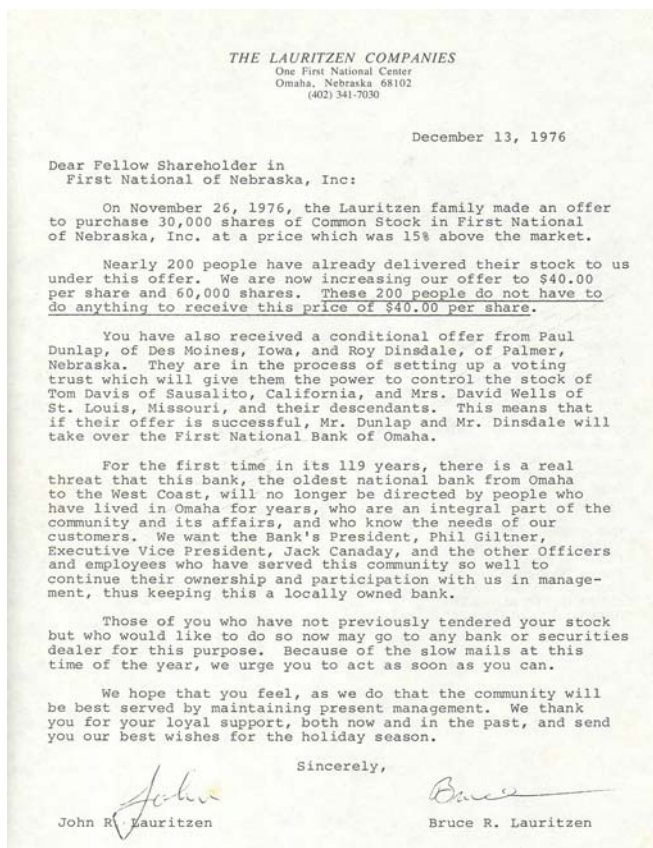 THE LAURITZEN COMPANIES
One First National Center
Omaha, Nebraska 68102
(402) 341-7030
December 13, 1976
Dear Fellow Shareholder in
First National of Nebraska, Inc:
On November 26, 1976, the Lauritzen family made an offer
to purchase 30,000 shares of Common Stock in First National
of Nebraska, Inc. at a price which was 15% above the market.
Nearly 200 people have already delivered their stock to us
under this offer. We are now increasing our offer to $40.00
per share and 60,000 shares. These 200 people do not have to
do anything to receive this price of $40.00 per share.
You have also received a conditional offer from Paul
Dunlap, of Des Moines, Iowa, and Roy Dinsdale, of Palmer,
Nebraska. They are in the process of setting up a voting
trust which will give them the power to control the stock of
Tom Davis of Sausalito, California, and Mrs. David Wells of
St. Louis, Missouri, and their descendants. This means that
if their offer is successful, Mr. Dunlap and Mr. Dinsdale will
take over the First National Bank of Omaha.
For the first time in its 119 years, there is a real
threat that this bank, the oldest national bank from Omaha
to the West Coast, will no longer be directed by people who
have lived in Omaha for years, who are an integral part of the
community and its affairs, and who know the needs of our
customers. We want the Bank's President, Phil Giltner,
Executive Vice President, Jack Canaday, and the other Officers
and employees who have served this community so well to
continue their ownership and participation with us in manage-
ment, thus keeping this a locally owned bank.
Those of you who have not previously tendered your stock
but who would like to do so now may go to any bank or securities
dealer for this purpose. Because of the slow mails at this
time of the year, we urge you to act as soon as you can.
We hope that you feel, as we do that the community will
be best served by maintaining present management. We thank
you for your loyal support, both now and in the past, and send
you our best wishes for the holiday season.
Sincerely,
John Bruce
John R. Lauritzen Bruce R. Lauritzen